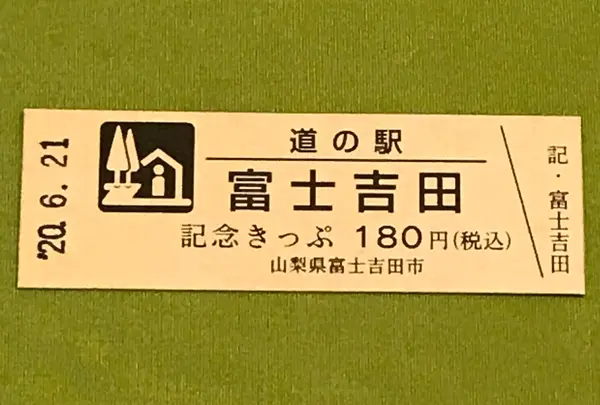 '20.6.21
道の駅
富士吉田
記念きっぷ 180円(税込)
山梨県富士吉田市
記・富士吉田